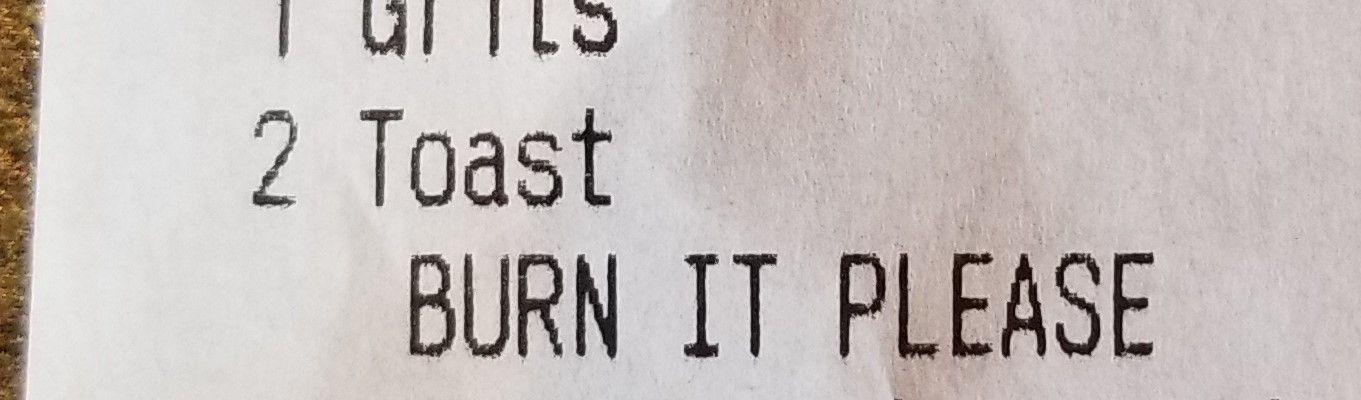 1 Grits
2 Toast
BURN IT PLEASE